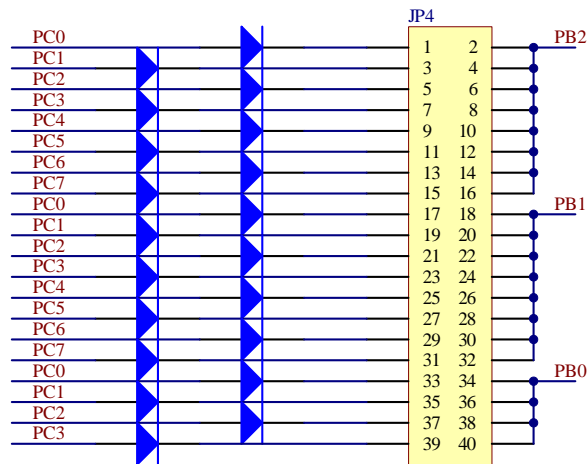 JP4
PC0 1 2 PB2
PC1 3 4
PC2 5 6
PC3 7 8
PC4 9 10
PC5 11 12
PC6 13 14
PC7 15 16
PC0 17 18 PB1
PC1 19 20
PC2 21 22
PC3 23 24
PC4 25 26
PC5 27 28
PC6 29 30
PC7 31 32
PC0 33 34 PB0
PC1 35 36
PC2 37 38
PC3 39 40